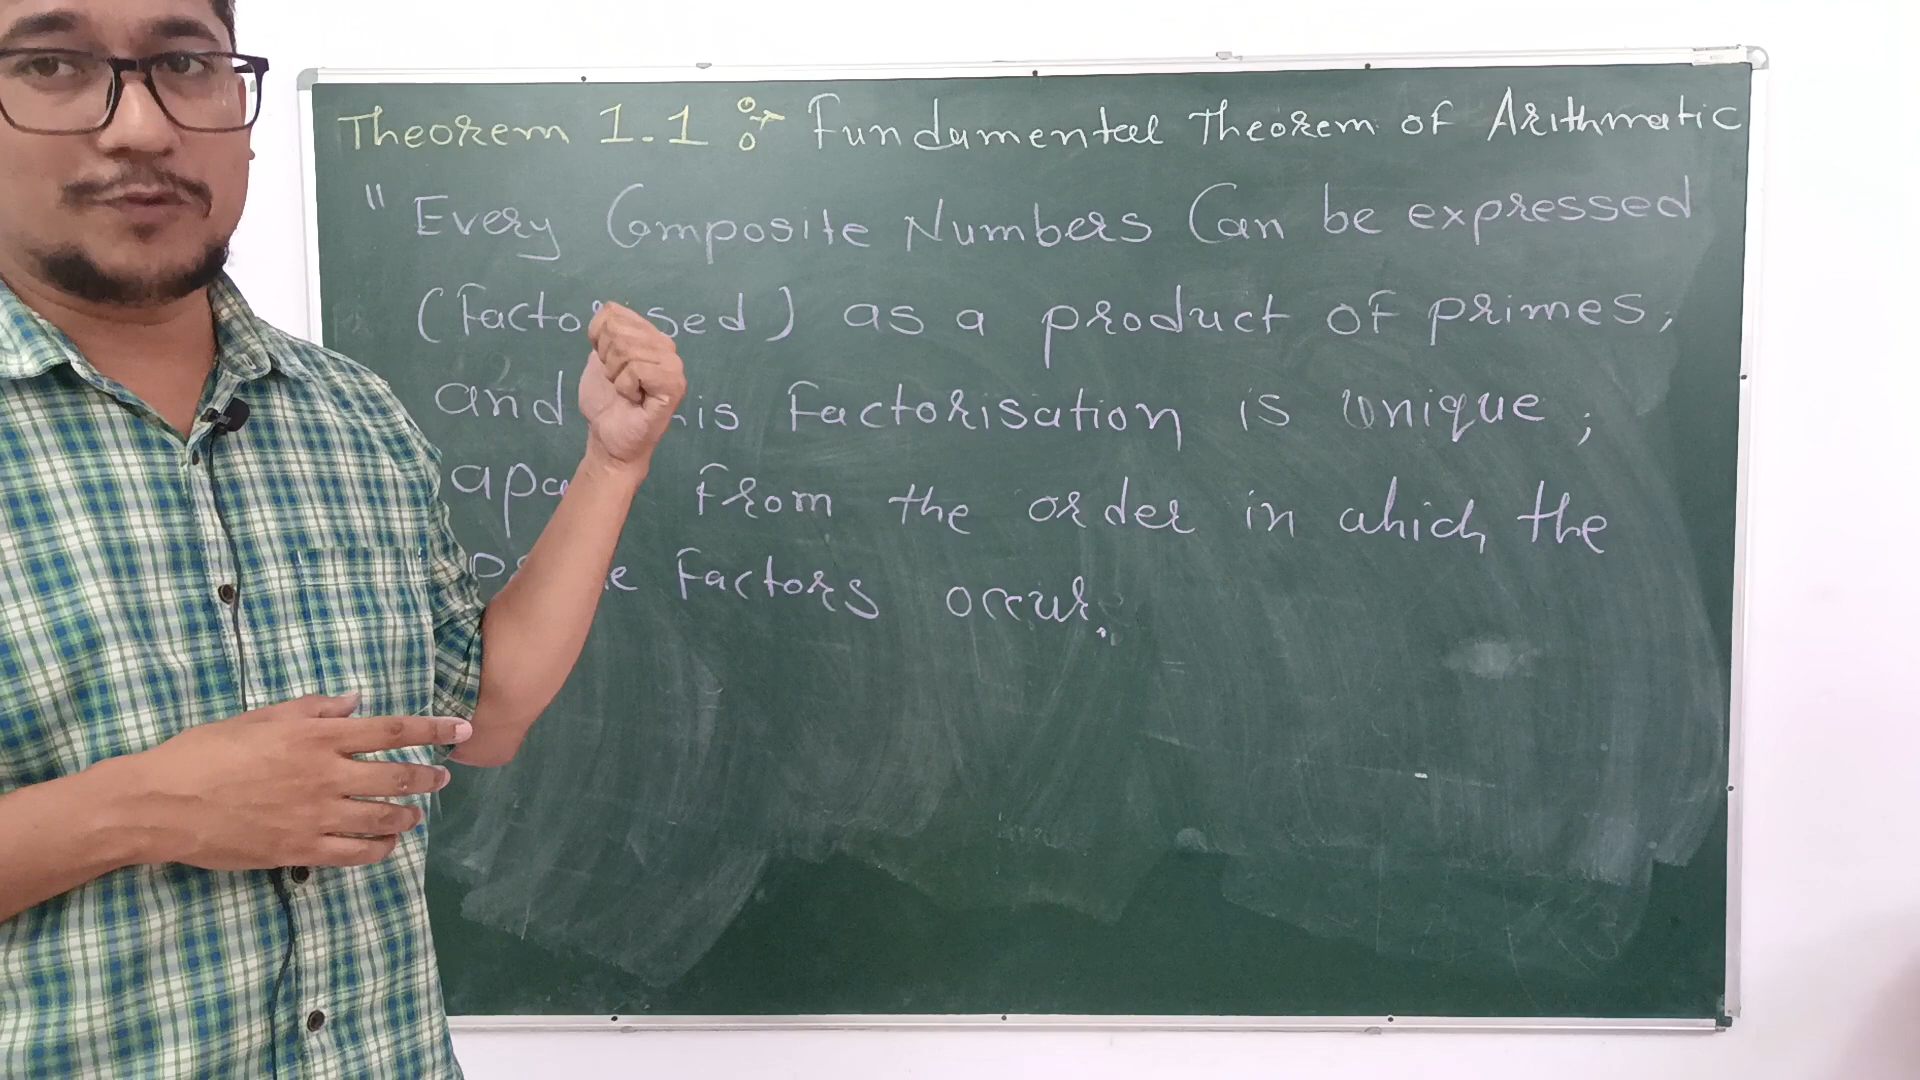 Theorem 1.1 :- Fundamental Theorem of Arithmatic
" Every Composite Numbers Can be expressed
(Factorised) as a product of primes,
and this Factorisation is unique,
apart from the order in which the
prime Factors occur.